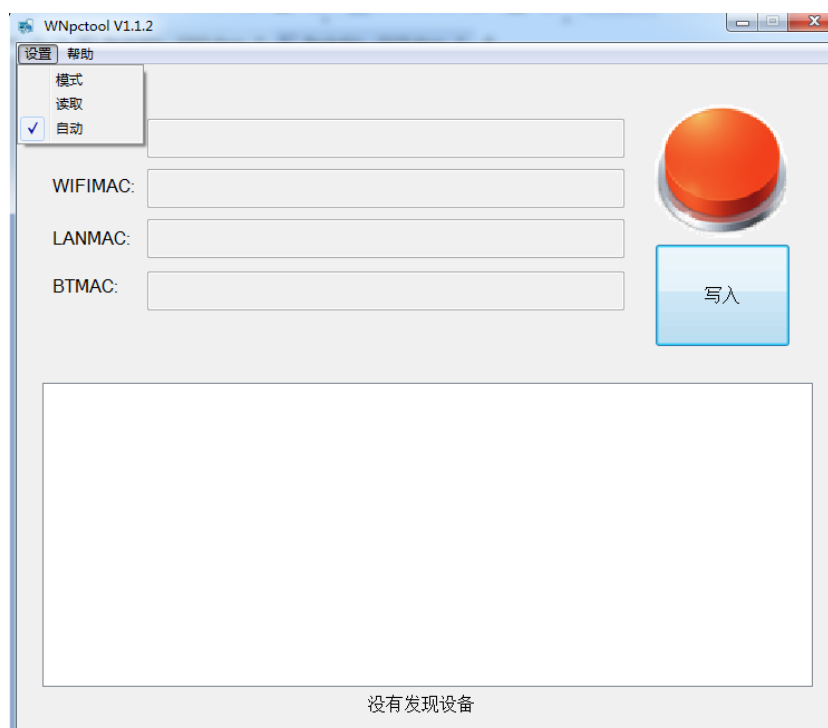 WNpctool V1.1.2
设置 帮助
模式
读取
自动
WIFIMAC:
LANMAC:
BTMAC:
写入
没有发现设备